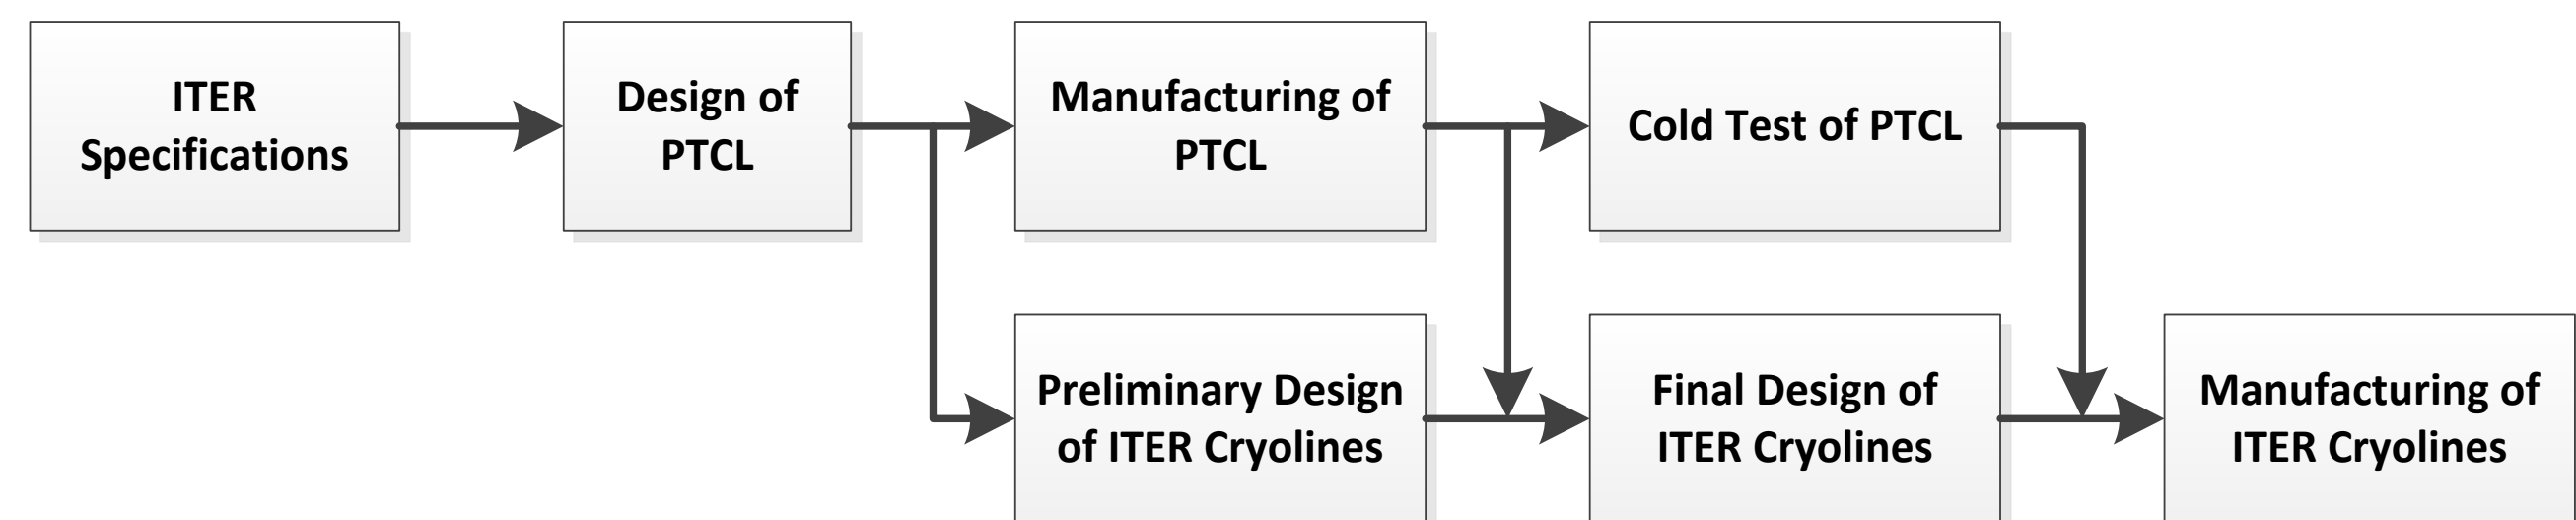 ITER
Specifications
Design of
PTCL
Manufacturing of
PTCL
Cold Test of PTCL
Preliminary Design
of ITER Cryolines
Final Design of
ITER Cryolines
Manufacturing of
ITER Cryolines